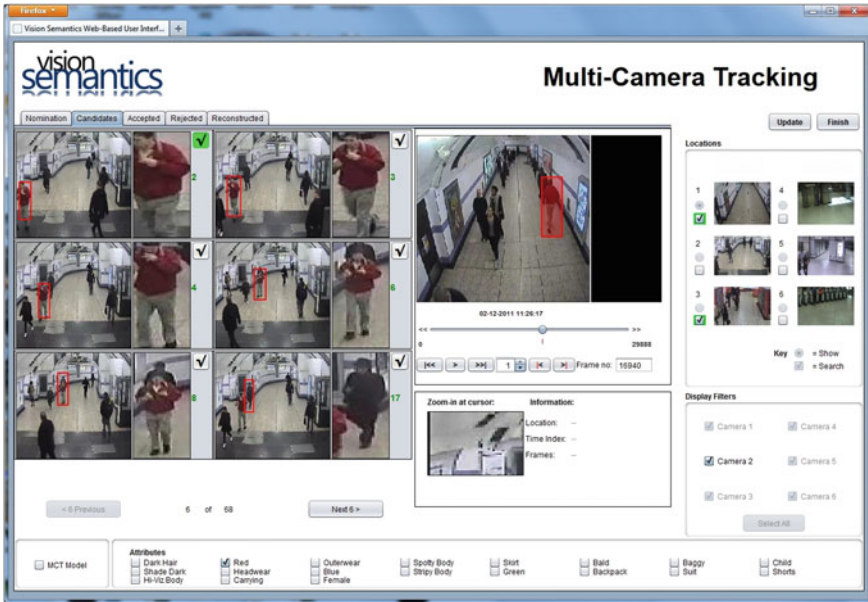 Firefox
Vision Semantics Web-Based User Interf...
vision
semantics
Multi-Camera Tracking
Nomination Candidates Accepted Rejected Reconstructed
Update Finish
2
3
4
6
8
17
< 6 Previous 6 of 68 Next 6 >
02-12-2011 11:26:17
<< >>
0 29888
|<< > >>| 1 |< >| Frame no: 16940
Zoom-in at cursor: Information:
Location: --
Time Index: --
Frames: --
Locations
1 4
2 5
3 6
Key = Show
= Search
Display Filters
Camera 1 Camera 4
Camera 2 Camera 5
Camera 3 Camera 6
Select All
MCT Model
Attributes
Dark Hair Red Outerwear Spotty Body Skirt Bald Baggy Child
Shade Dark Headwear Blue Stripy Body Green Backpack Suit Shorts
Hi-Viz Body Carrying Female